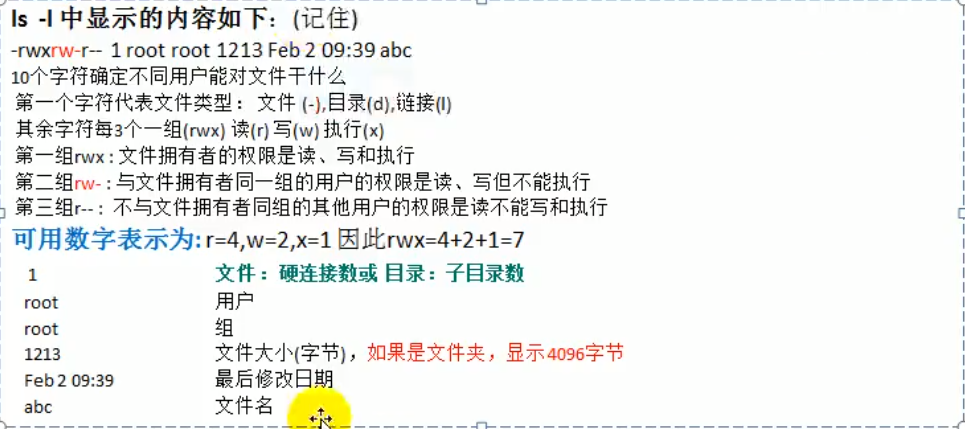 ls -l 中显示的内容如下：(记住)
-rwxrw-r-- 1 root root 1213 Feb 2 09:39 abc
10个字符确定不同用户能对文件干什么
第一个字符代表文件类型： 文件 (-),目录(d),链接(l)
其余字符每3个一组(rwx) 读(r) 写(w) 执行(x)
第一组rwx : 文件拥有者的权限是读、写和执行
第二组rw- : 与文件拥有者同一组的用户的权限是读、写但不能执行
第三组r-- : 不与文件拥有者同组的其他用户的权限是读不能写和执行
可用数字表示为: r=4,w=2,x=1 因此rwx=4+2+1=7
1 文件：硬连接数或 目录：子目录数
root 用户
root 组
1213 文件大小(字节)，如果是文件夹，显示4096字节
Feb 2 09:39 最后修改日期
abc 文件名